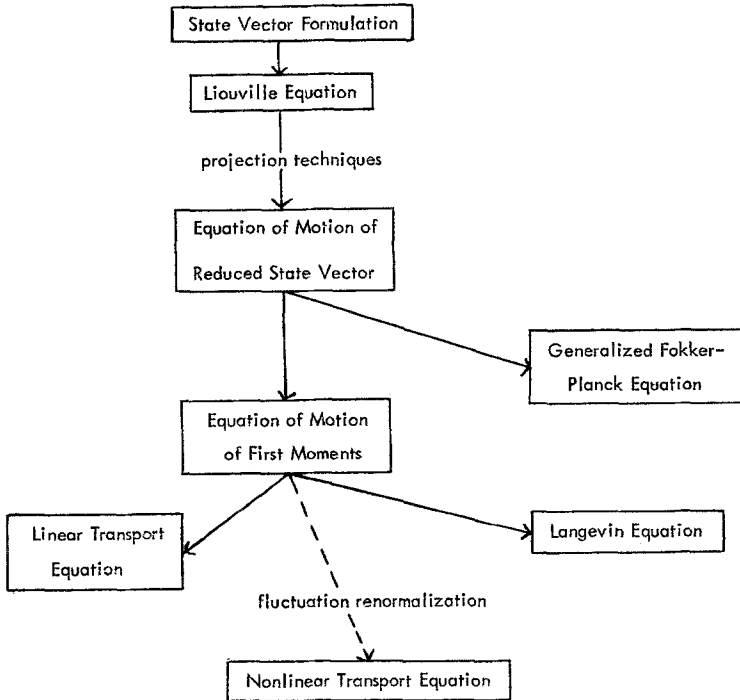 State Vector Formulation
Liouville Equation
projection techniques
Equation of Motion of
Reduced State Vector
Generalized Fokker-
Planck Equation
Equation of Motion
of First Moments
Linear Transport
Equation
Langevin Equation
fluctuation renormalization
Nonlinear Transport Equation